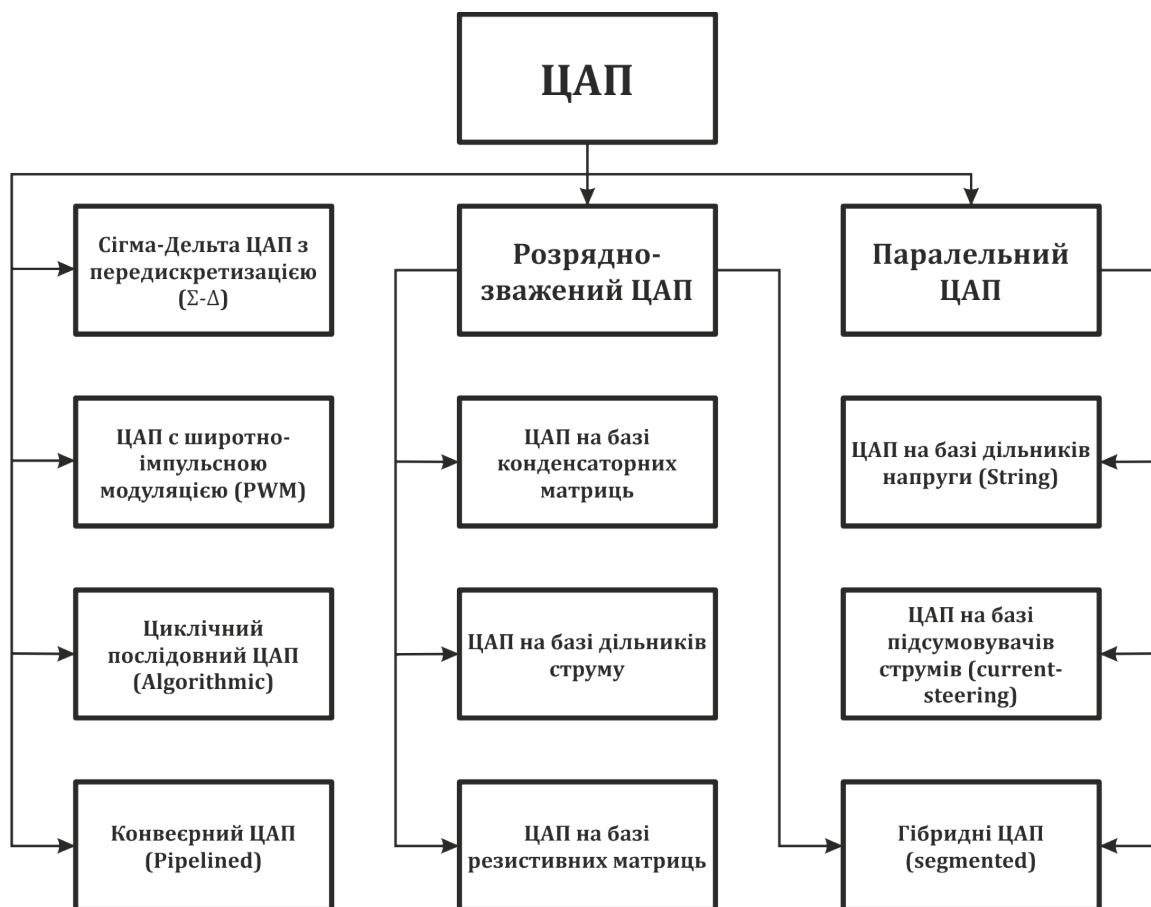 ЦАП
Сігма-Дельта ЦАП з
передискретизацією
(Σ-Δ)
Розрядно-
зважений ЦАП
Паралельний
ЦАП
ЦАП с широтно-
імпульсною
модуляцією (PWM)
ЦАП на базі
конденсаторних
матриць
ЦАП на базі дільників
напруги (String)
Циклічний
послідовний ЦАП
(Algorithmic)
ЦАП на базі дільників
струму
ЦАП на базі
підсумовувачів
струмів (current-
steering)
Конвеєрний ЦАП
(Pipelined)
ЦАП на базі
резистивних матриць
Гібридні ЦАП
(segmented)